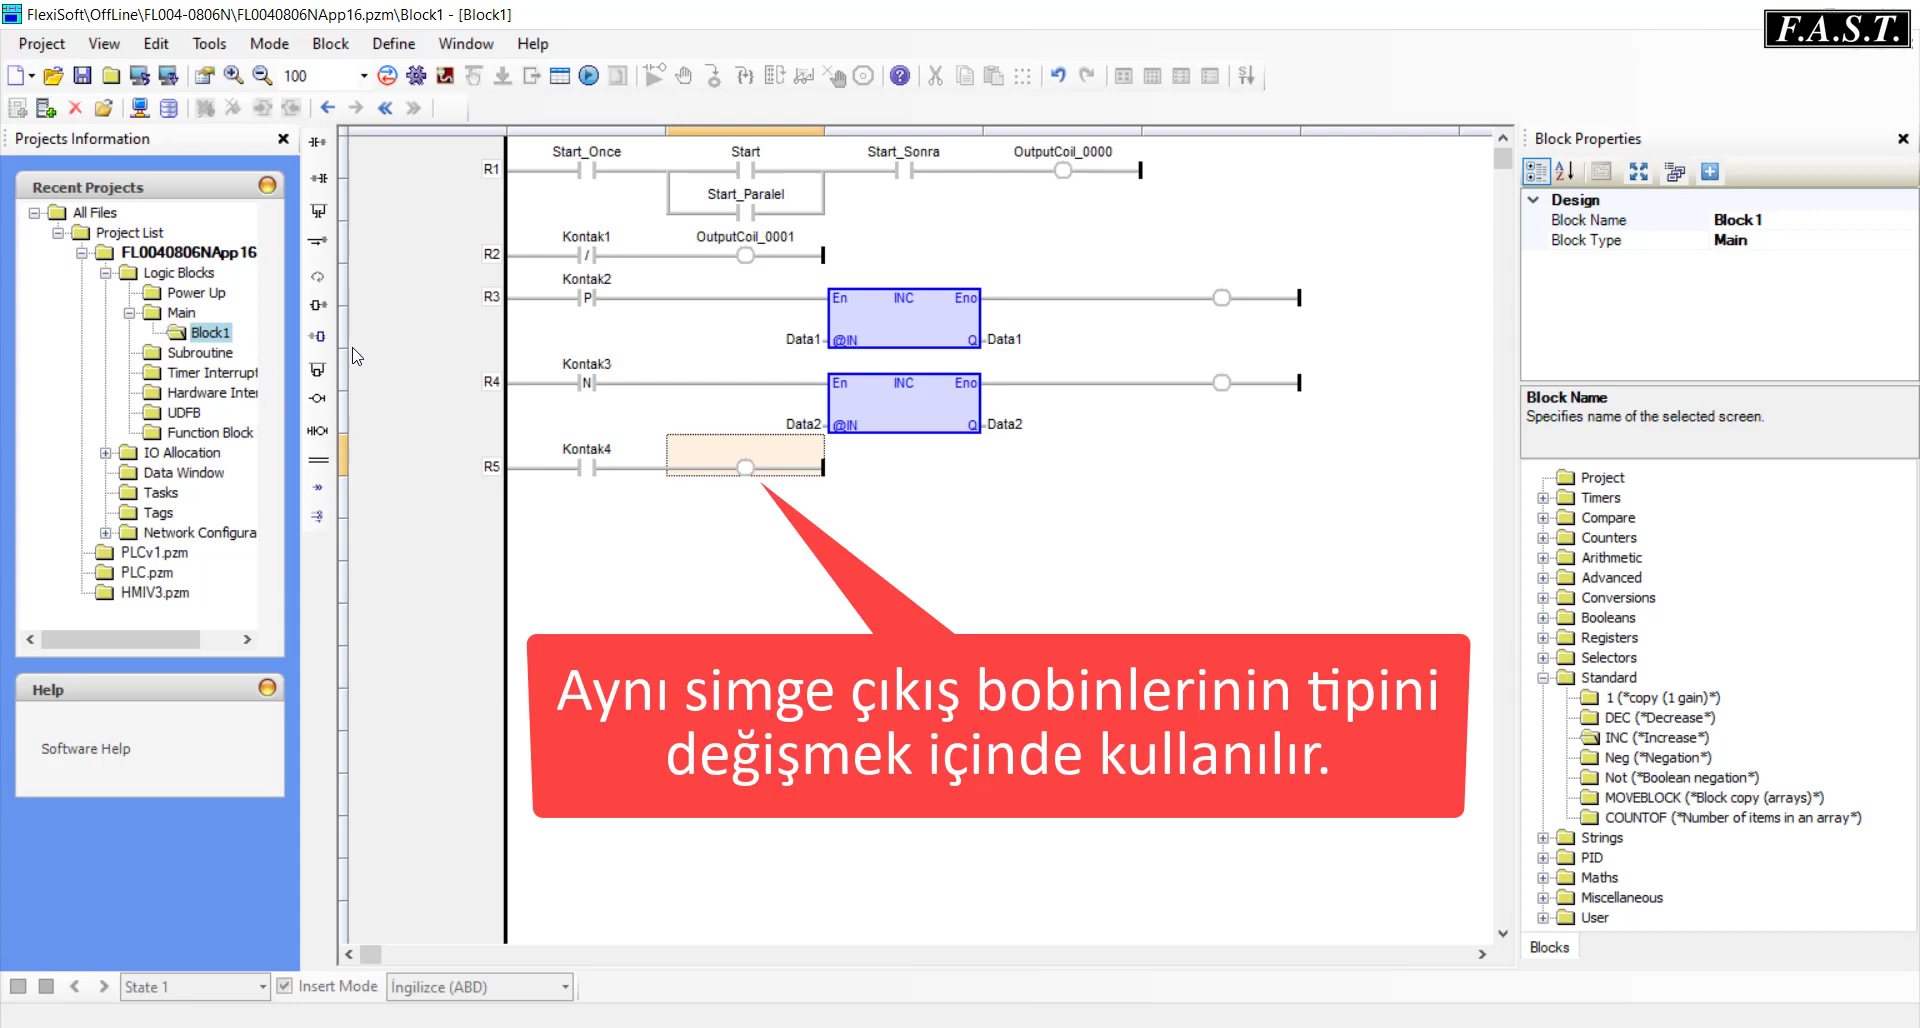 FlexiSoft\OffLine\FL004-0806N\FL0040806NApp16.pzm\Block1 - [Block1]
F.A.S.T.
Project View Edit Tools Mode Block Define Window Help
100
Projects Information
Recent Projects
All Files
Project List
FL0040806NApp16
Logic Blocks
Power Up
Main
Block1
Subroutine
Timer Interrupt
Hardware Inter
UDFB
Function Block
IO Allocation
Data Window
Tasks
Tags
Network Configura
PLCv1.pzm
PLC.pzm
HMIV3.pzm
Help
Software Help
R1 Start_Once Start Start_Sonra OutputCoil_0000
Start_Paralel
R2 Kontak1 OutputCoil_0001
R3 Kontak2
P
En INC Eno
Data1 @IN Q Data1
R4 Kontak3
N
En INC Eno
Data2 @IN Q Data2
R5 Kontak4
Aynı simge çıkış bobinlerinin tipini
değişmek içinde kullanılır.
Block Properties
Design
Block Name Block1
Block Type Main
Block Name
Specifies name of the selected screen.
Project
Timers
Compare
Counters
Arithmetic
Advanced
Conversions
Booleans
Registers
Selectors
Standard
1 (*copy (1 gain)*)
DEC (*Decrease*)
INC (*Increase*)
Neg (*Negation*)
Not (*Boolean negation*)
MOVEBLOCK (*Block copy (arrays)*)
COUNTOF (*Number of items in an array*)
Strings
PID
Maths
Miscellaneous
User
Blocks
State 1 Insert Mode İngilizce (ABD)